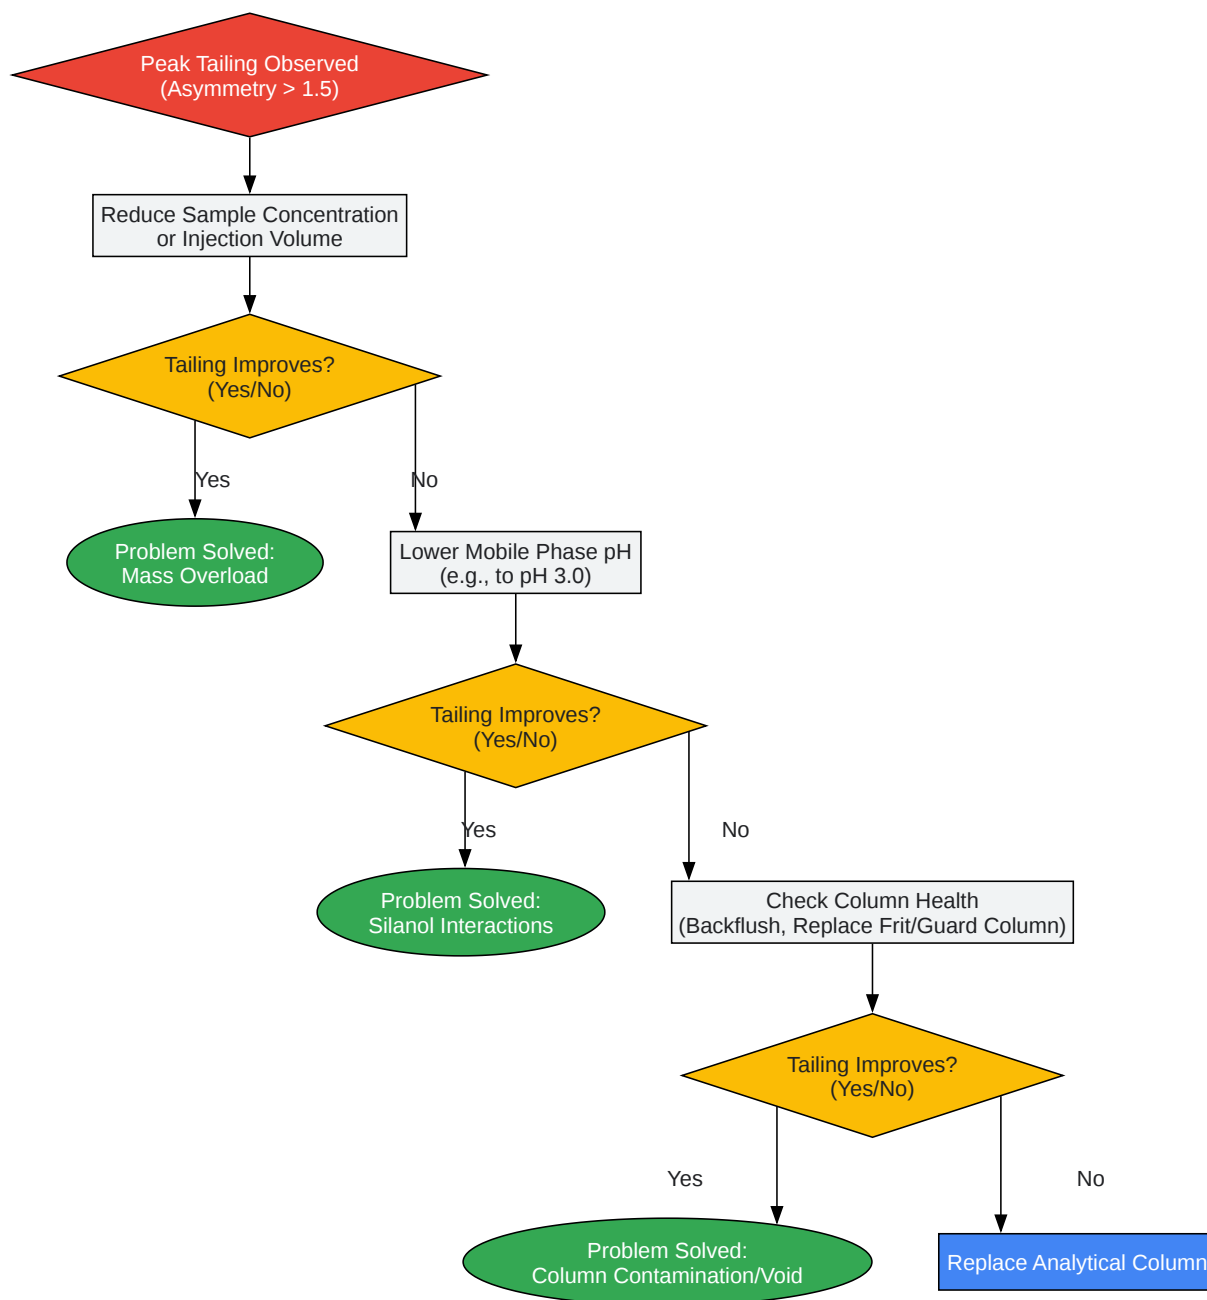 Peak Tailing Observed
(Asymmetry > 1.5)
Reduce Sample Concentration
or Injection Volume
Tailing Improves?
(Yes/No)
Yes
No
Problem Solved:
Mass Overload
Lower Mobile Phase pH
(e.g., to pH 3.0)
Tailing Improves?
(Yes/No)
Yes
No
Problem Solved:
Silanol Interactions
Check Column Health
(Backflush, Replace Frit/Guard Column)
Tailing Improves?
(Yes/No)
Yes
No
Problem Solved:
Column Contamination/Void
Replace Analytical Column